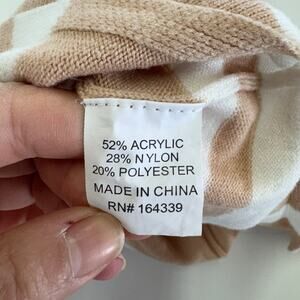 52% ACRYLIC
28% NYLON
20% POLYESTER
MADE IN CHINA
RN# 164339